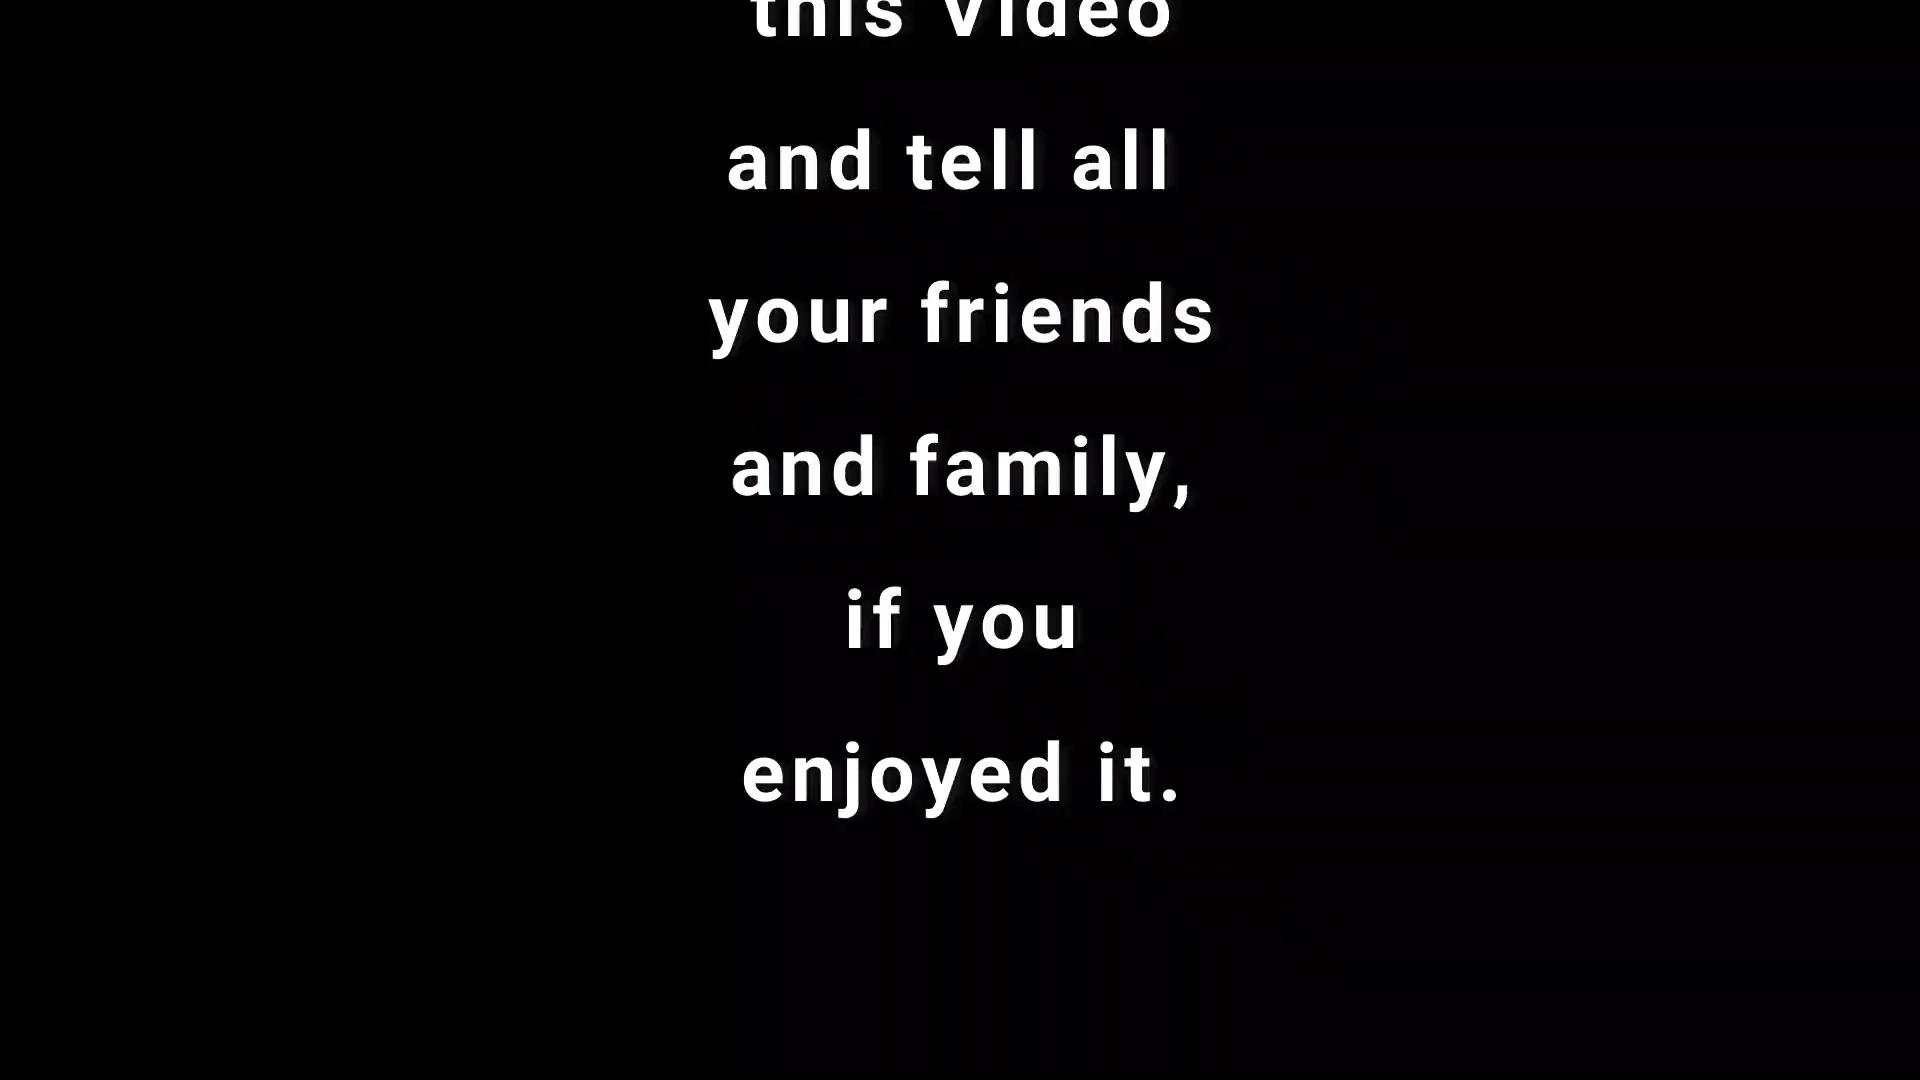 this Video
and tell all
your friends
and family,
if you
enjoyed it.